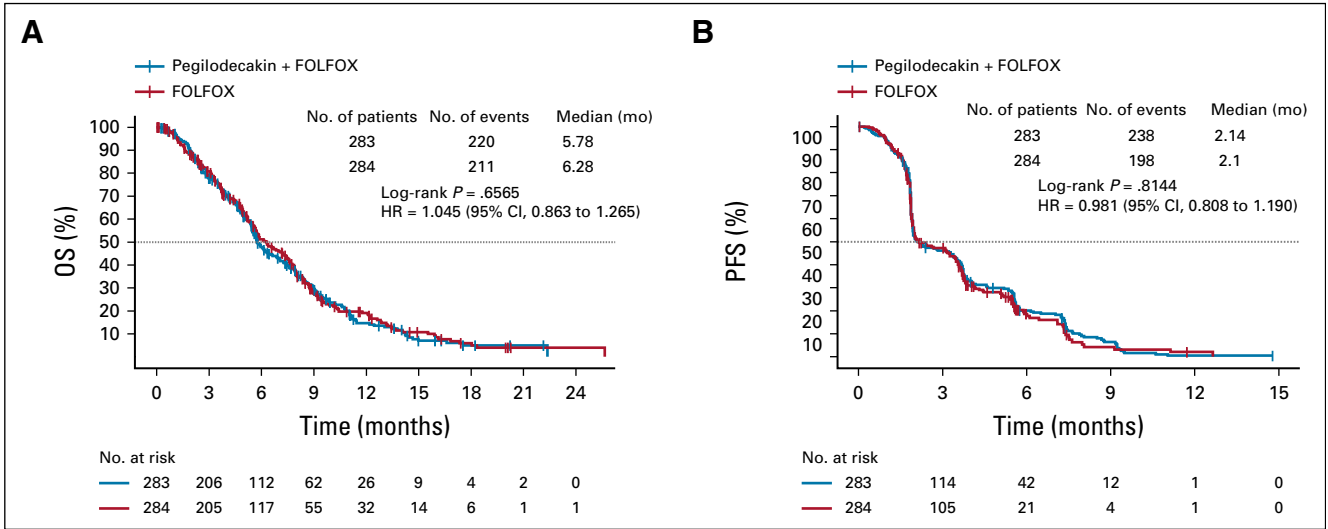 A
Pegilodecakin + FOLFOX
FOLFOX
No. of patients No. of events Median (mo)
283 220 5.78
284 211 6.28
Log-rank P = .6565
HR = 1.045 (95% CI, 0.863 to 1.265)
OS (%)
100
90
80
70
60
50
40
30
20
10
0 3 6 9 12 15 18 21 24
Time (months)
No. at risk
283 206 112 62 26 9 4 2 0
284 205 117 55 32 14 6 1 1
B
Pegilodecakin + FOLFOX
FOLFOX
No. of patients No. of events Median (mo)
283 238 2.14
284 198 2.1
Log-rank P = .8144
HR = 0.981 (95% CI, 0.808 to 1.190)
PFS (%)
100
90
80
70
60
50
40
30
20
10
0 3 6 9 12 15
Time (months)
No. at risk
283 114 42 12 1 0
284 105 21 4 1 0